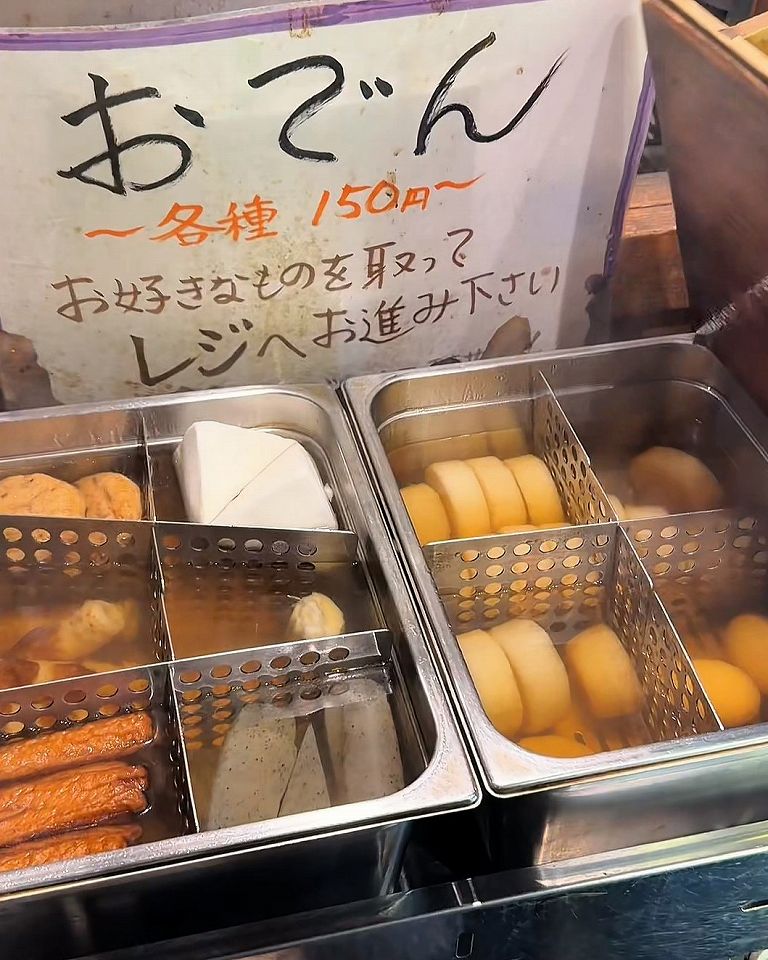 おでん
～各種 150円～
お好きなものを取って
レジへお進み下さい